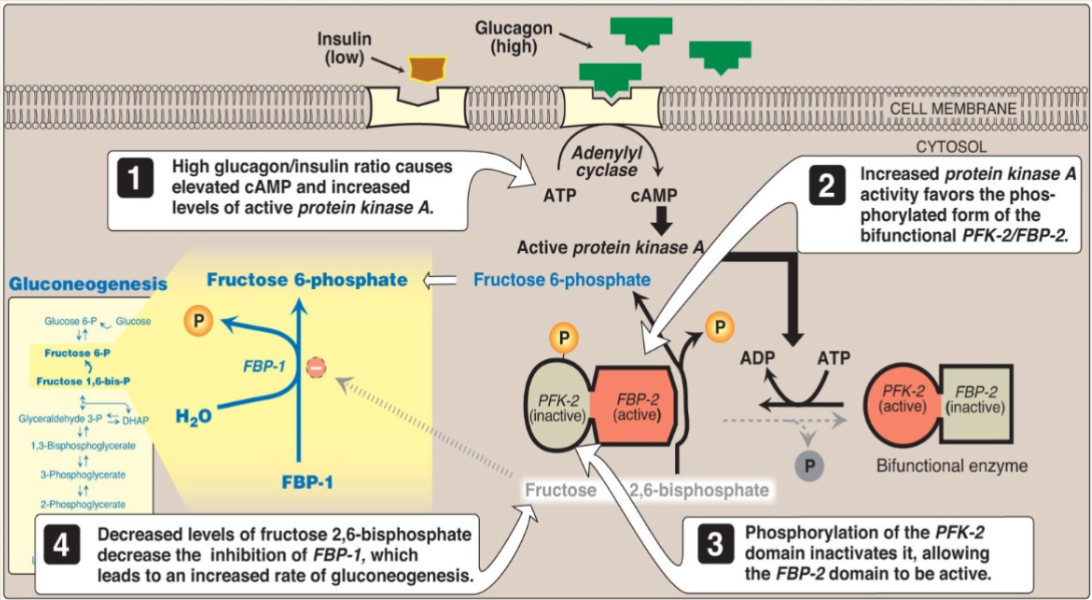 Insulin
(low)
Glucagon
(high)
CELL MEMBRANE
CYTOSOL
1
High glucagon/insulin ratio causes
elevated cAMP and increased
levels of active protein kinase A.
Adenylyl
cyclase
ATP
cAMP
2
Increased protein kinase A
activity favors the phos-
phorylated form of the
bifunctional PFK-2/FBP-2.
Active protein kinase A
Gluconeogenesis
Glucose 6-P
Glucose
Fructose 6-P
Fructose 1,6-bis-P
Glyceraldehyde 3-P
DHAP
1,3-Bisphosphoglycerate
3-Phosphoglycerate
2-Phosphoglycerate
Fructose 6-phosphate
Fructose 6-phosphate
P
FBP-1
–
H₂O
FBP-1
P
P
PFK-2
(inactive)
FBP-2
(active)
ADP
ATP
P
PFK-2
(active)
FBP-2
(inactive)
Bifunctional enzyme
Fructose 2,6-bisphosphate
4
Decreased levels of fructose 2,6-bisphosphate
decrease the inhibition of FBP-1, which
leads to an increased rate of gluconeogenesis.
3
Phosphorylation of the PFK-2
domain inactivates it, allowing
the FBP-2 domain to be active.